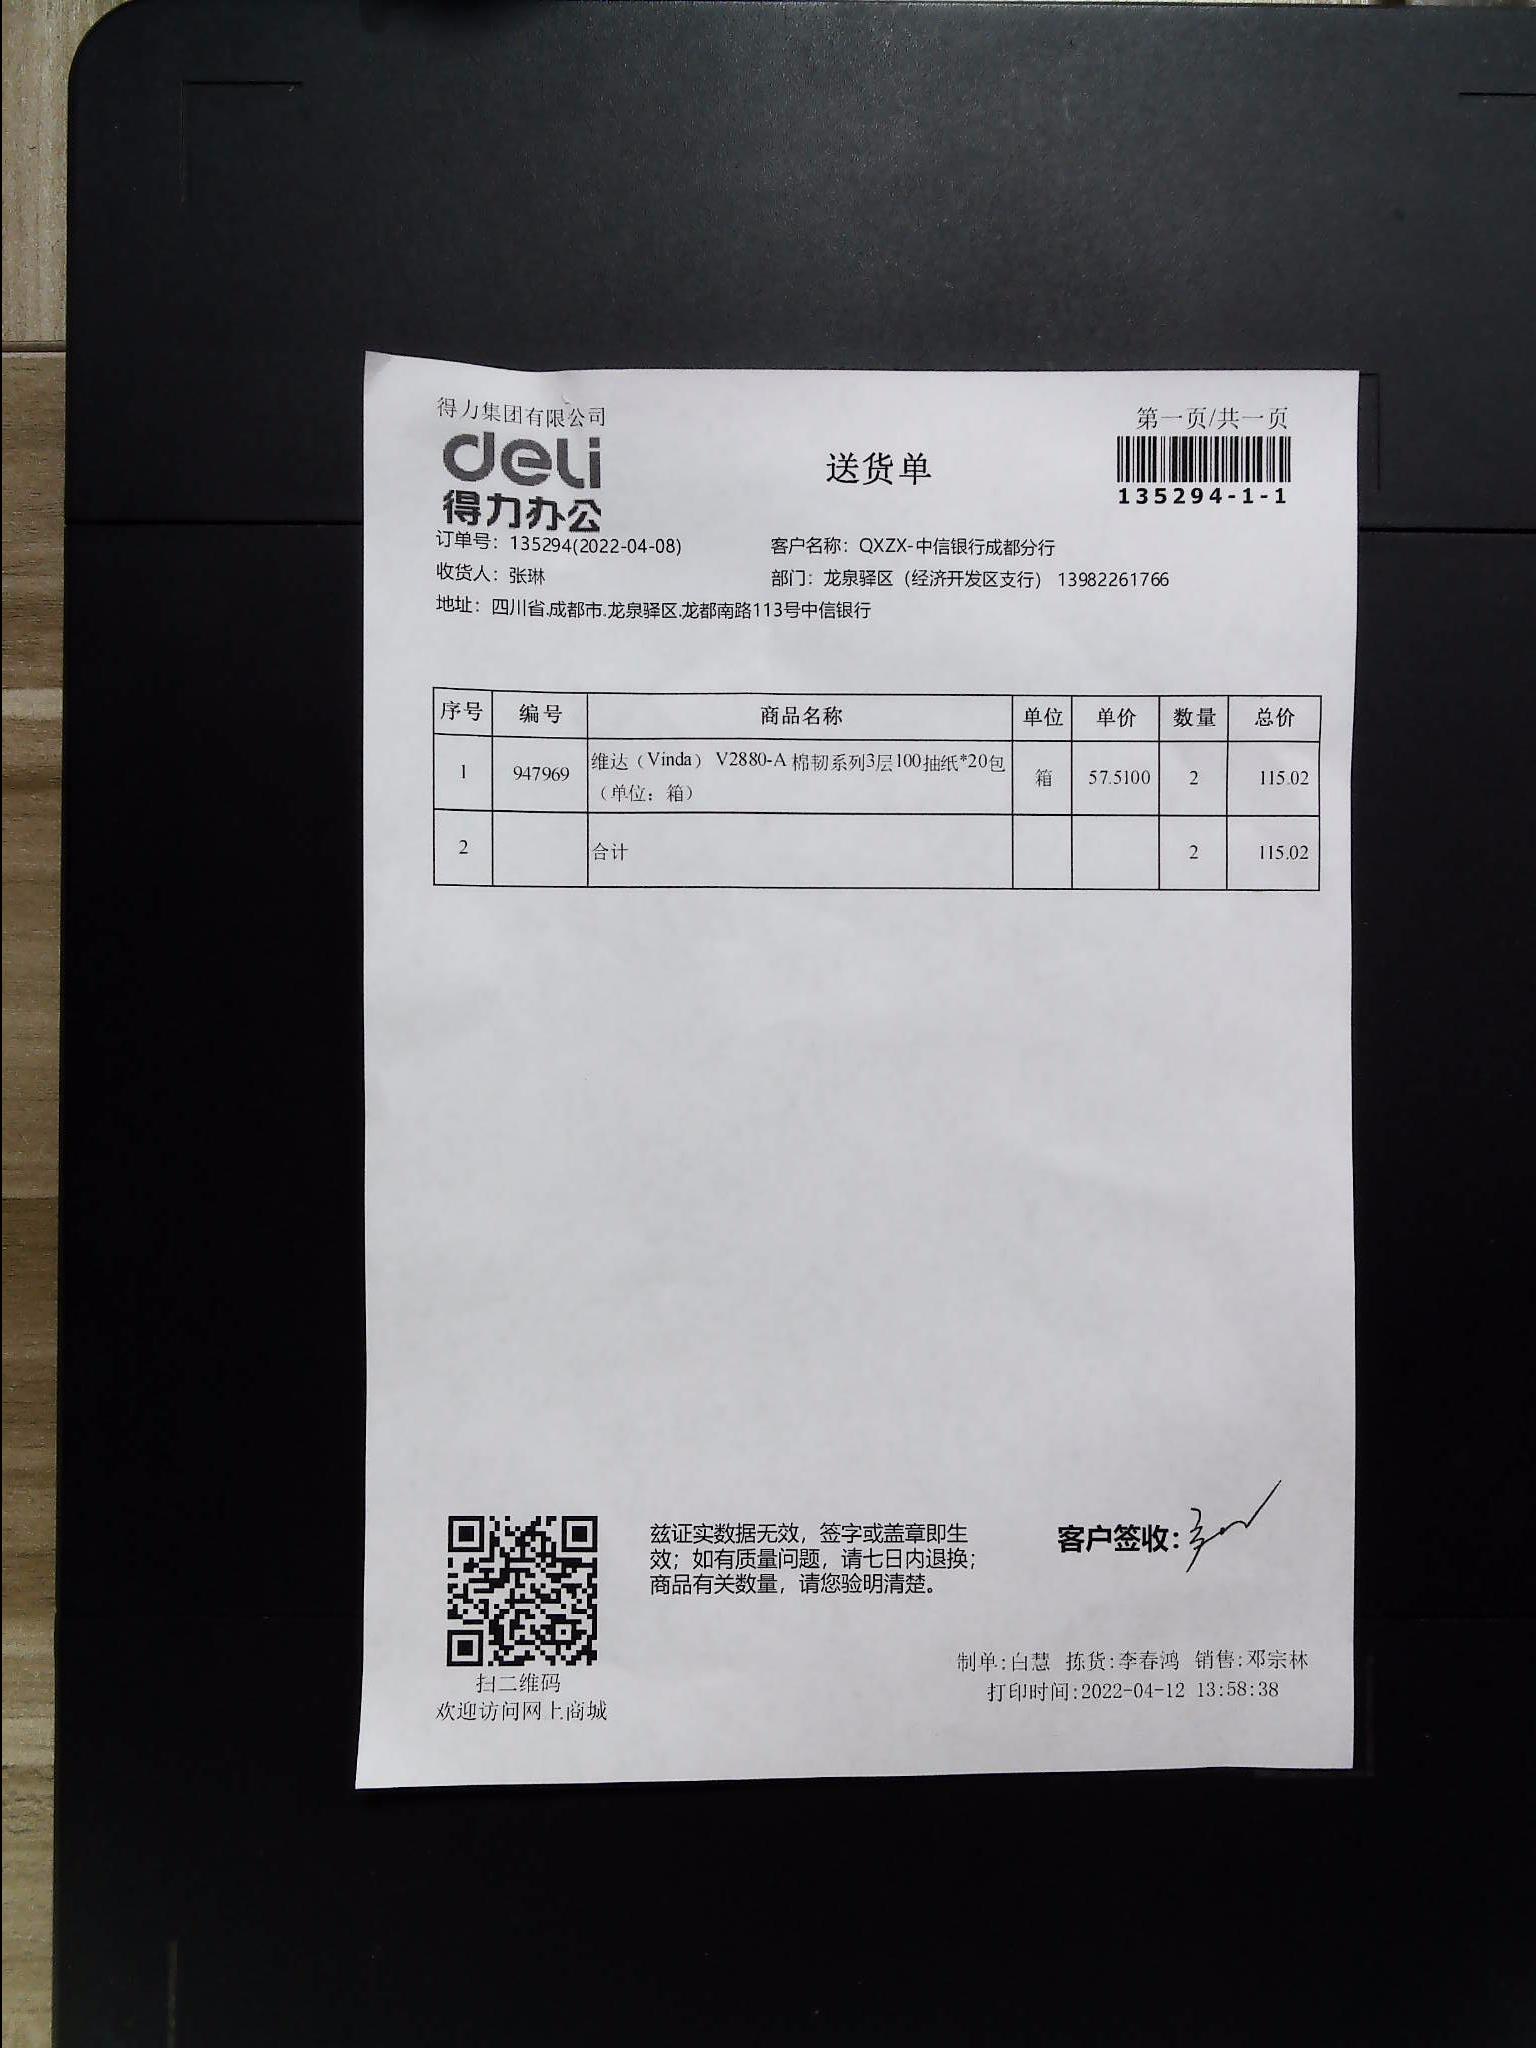 得力集团有限公司
第一页/共一页
deli
得力办公
送货单
135294-1-1
订单号：135294(2022-04-08)
客户名称：QXZX-中信银行成都分行
收货人：张琳
部门：龙泉驿区（经济开发区支行） 13982261766
地址：四川省.成都市.龙泉驿区.龙都南路113号中信银行
序号 编号 商品名称 单位 单价 数量 总价
1 947969 维达（Vinda） V2880-A 棉韧系列3层100抽纸*20包 箱 57.5100 2 115.02
（单位：箱）
2 合计 2 115.02
兹证实数据无效，签字或盖章即生
效；如有质量问题，请七日内退换；
商品有关数量，请您验明清楚。
客户签收：
扫二维码
欢迎访问网上商城
制单:白慧 拣货:李春鸿 销售:邓宗林
打印时间:2022-04-12 13:58:38